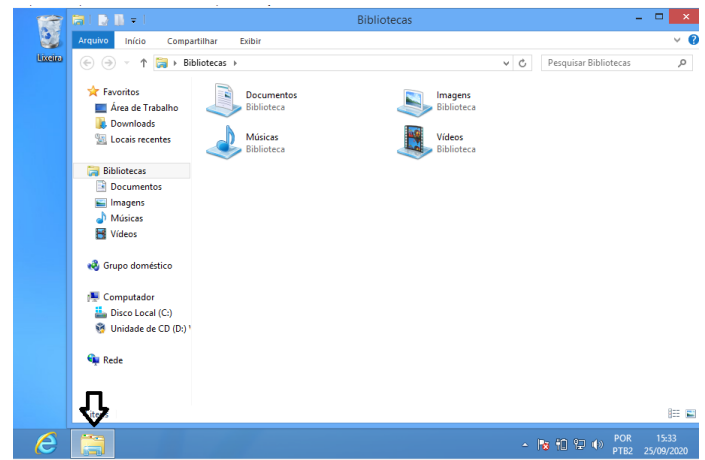 Bibliotecas
Lixeira
Arquivo Início Compartilhar Exibir
Bibliotecas
Pesquisar Bibliotecas
Favoritos
Área de Trabalho
Downloads
Locais recentes
Bibliotecas
Documentos
Imagens
Músicas
Vídeos
Grupo doméstico
Computador
Disco Local (C:)
Unidade de CD (D:)
Rede
Documentos
Biblioteca
Imagens
Biblioteca
Músicas
Biblioteca
Vídeos
Biblioteca
POR 15:33
PTB2 25/09/2020